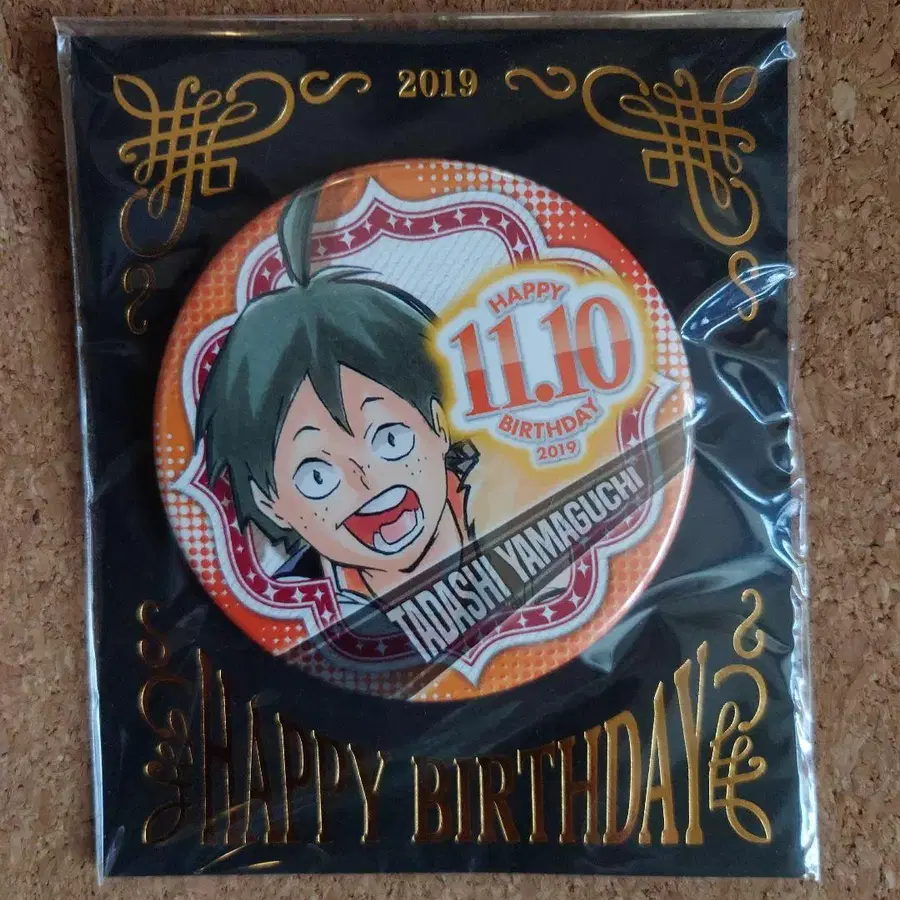 2019
HAPPY
11.10
BIRTHDAY
2019
TADASHI YAMAGUCHI
HAPPY BIRTHDAY